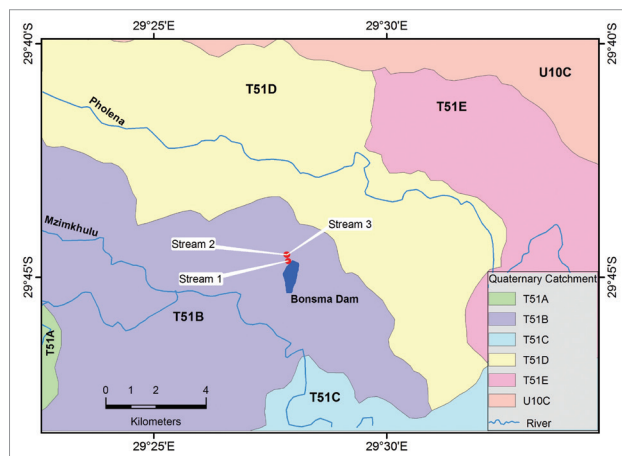 29°25'E 29°30'E
29°40'S 29°40'S
U10C
T51D
T51E
Pholena
Mzimkhulu
Stream 2
Stream 3
Stream 1
29°45'S 29°45'S
Bonsma Dam
T51B
T51A
T51C
0 1 2 4
Kilometers
Quaternary Catchment
T51A
T51B
T51C
T51D
T51E
U10C
River
29°25'E 29°30'E